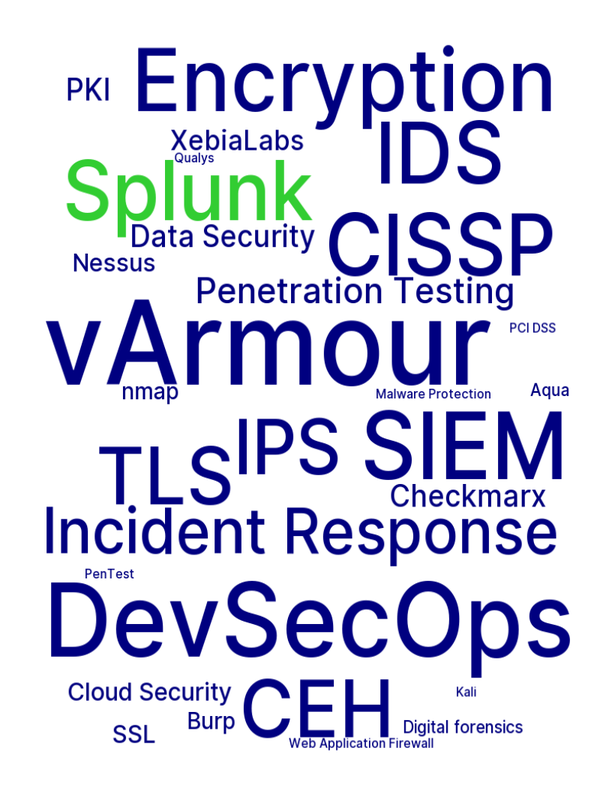 PKI
Encryption
XebiaLabs
IDS
Qualys
Splunk
Data Security
CISSP
Nessus
Penetration Testing
vArmour
PCI DSS
nmap
Malware Protection
Aqua
TLS
IPS
SIEM
Checkmarx
Incident Response
PenTest
DevSecOps
Cloud Security
CEH
Kali
SSL
Burp
Digital forensics
Web Application Firewall